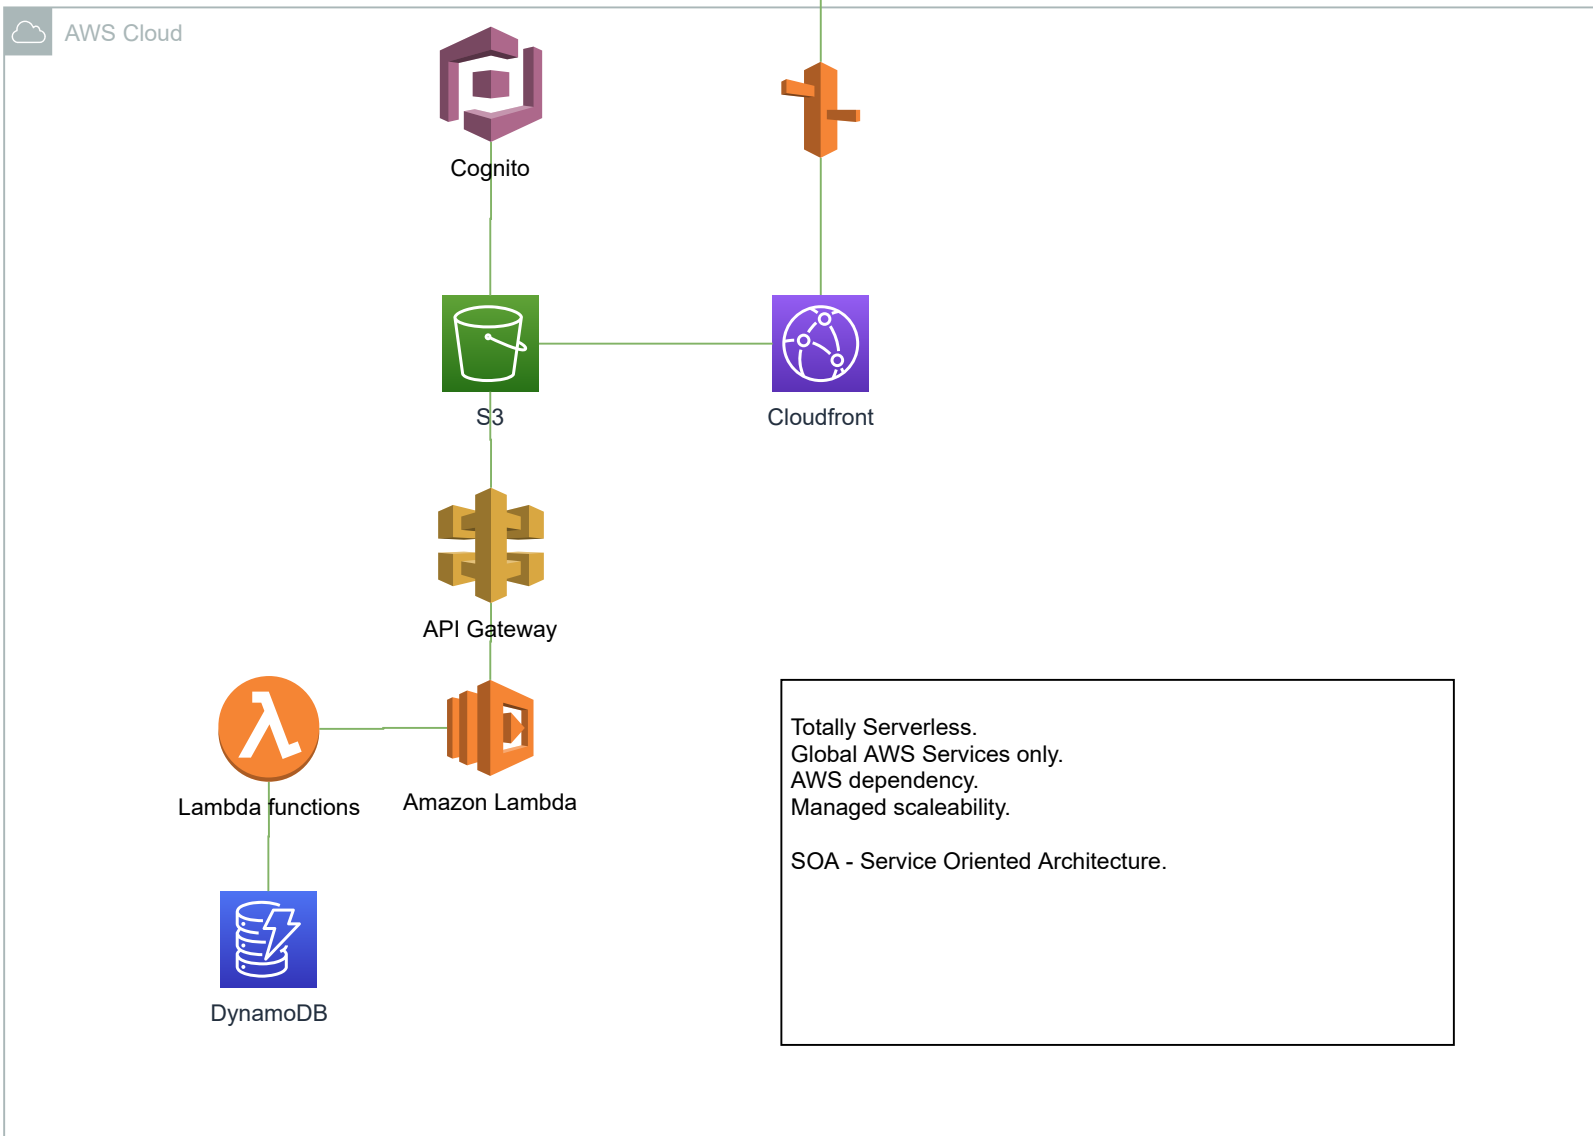 AWS Cloud
Cognito
S3
Cloudfront
API Gateway
Lambda functions
Amazon Lambda
DynamoDB
Totally Serverless.
Global AWS Services only.
AWS dependency.
Managed scaleability.
SOA - Service Oriented Architecture.